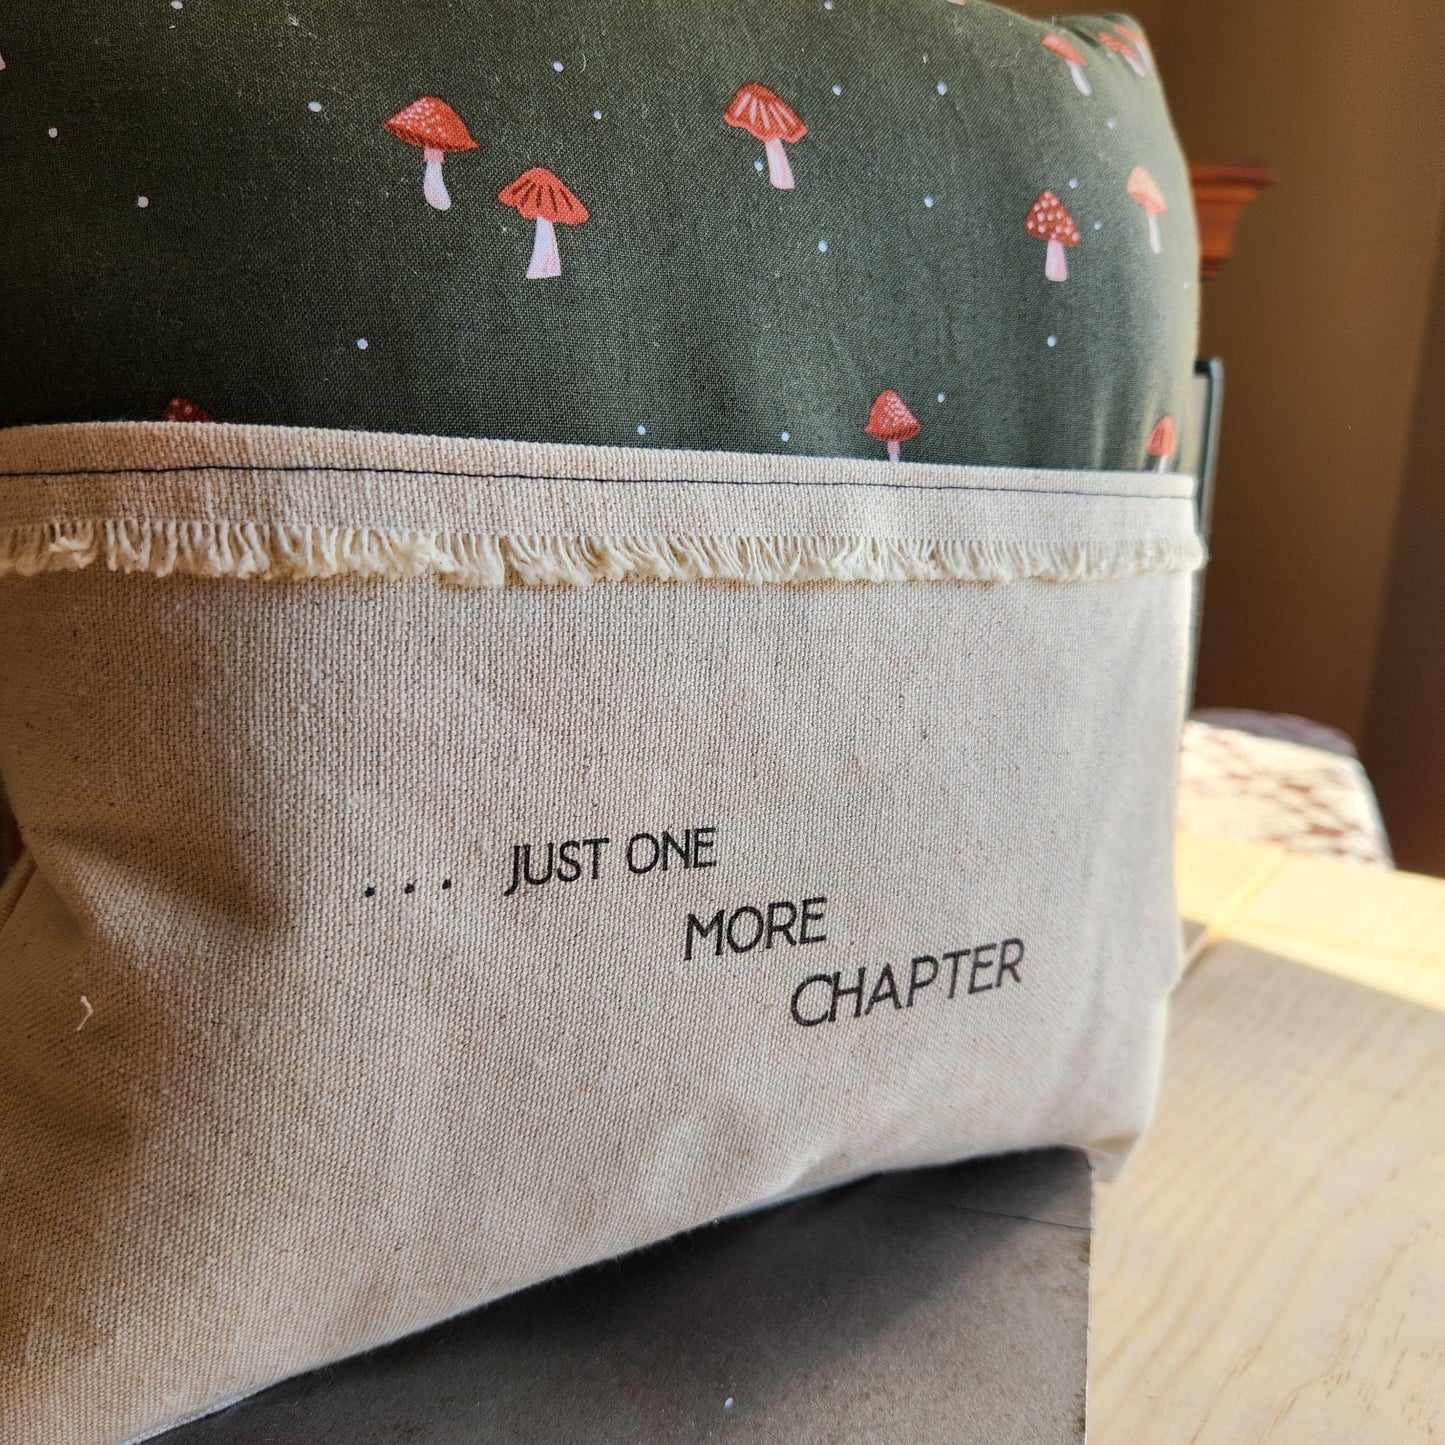 ... JUST ONE
MORE
CHAPTER